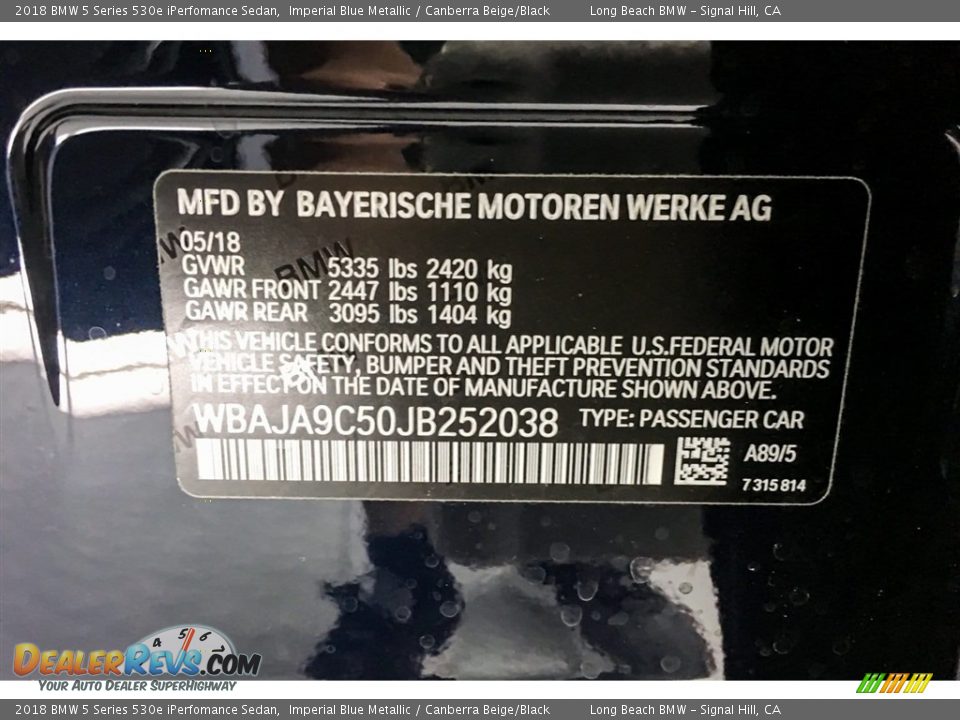 2018 BMW 5 Series 530e iPerfomance Sedan, Imperial Blue Metallic / Canberra Beige/Black Long Beach BMW - Signal Hill, CA
MFD BY BAYERISCHE MOTOREN WERKE AG
05/18
GVWR 5335 lbs 2420 kg
GAWR FRONT 2447 lbs 1110 kg
GAWR REAR 3095 lbs 1404 kg
BMW
THIS VEHICLE CONFORMS TO ALL APPLICABLE U.S.FEDERAL MOTOR
VEHICLE SAFETY, BUMPER AND THEFT PREVENTION STANDARDS
IN EFFECT ON THE DATE OF MANUFACTURE SHOWN ABOVE.
WBAJA9C50JB252038 TYPE: PASSENGER CAR
A89/5
7 315 814
4 5 6
DEALERREVS.COM
YOUR AUTO DEALER SUPERHIGHWAY
2018 BMW 5 Series 530e iPerfomance Sedan, Imperial Blue Metallic / Canberra Beige/Black Long Beach BMW - Signal Hill, CA